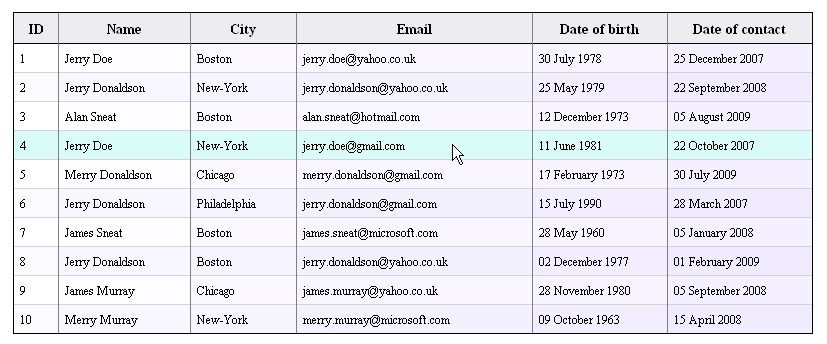 ID Name City Email Date of birth Date of contact
1 Jerry Doe Boston jerry.doe@yahoo.co.uk 30 July 1978 25 December 2007
2 Jerry Donaldson New-York jerry.donaldson@yahoo.co.uk 25 May 1979 22 September 2008
3 Alan Sneat Boston alan.sneat@hotmail.com 12 December 1973 05 August 2009
4 Jerry Doe New-York jerry.doe@gmail.com 11 June 1981 22 October 2007
5 Merry Donaldson Chicago merry.donaldson@gmail.com 17 February 1973 30 July 2009
6 Jerry Donaldson Philadelphia jerry.donaldson@gmail.com 15 July 1990 28 March 2007
7 James Sneat Boston james.sneat@microsoft.com 28 May 1960 05 January 2008
8 Jerry Donaldson Boston jerry.donaldson@yahoo.co.uk 02 December 1977 01 February 2009
9 James Murray Chicago james.murray@yahoo.co.uk 28 November 1980 05 September 2008
10 Merry Murray New-York merry.murray@microsoft.com 09 October 1963 15 April 2008